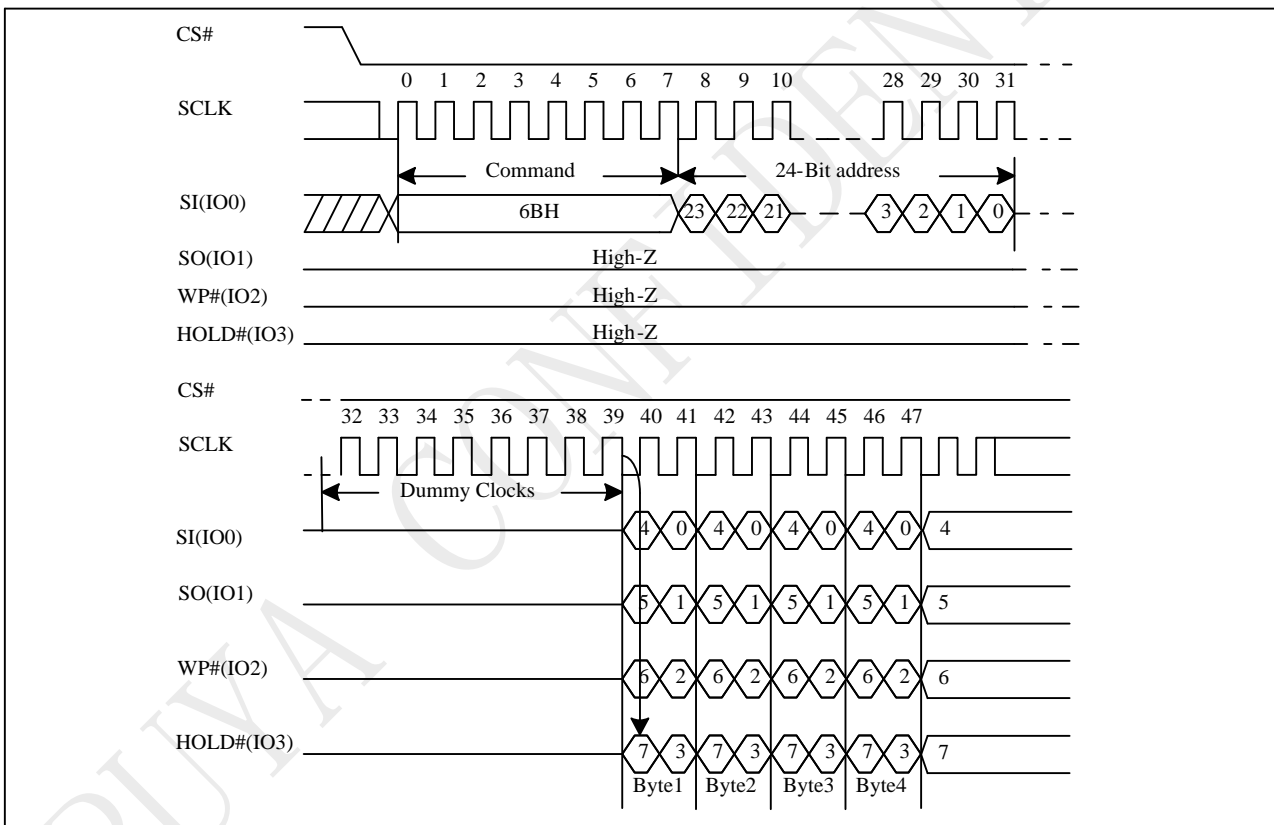 CS#
0 1 2 3 4 5 6 7 8 9 10 28 29 30 31
SCLK
Command 24-Bit address
SI(IO0) 6BH 23 22 21 3 2 1 0
SO(IO1) High-Z
WP#(IO2) High-Z
HOLD#(IO3) High-Z
CS#
32 33 34 35 36 37 38 39 40 41 42 43 44 45 46 47
SCLK
Dummy Clocks
SI(IO0) 4 0 4 0 4 0 4 0 4
SO(IO1) 5 1 5 1 5 1 5 1 5
WP#(IO2) 6 2 6 2 6 2 6 2 6
HOLD#(IO3) 7 3 7 3 7 3 7 3 7
Byte1 Byte2 Byte3 Byte4